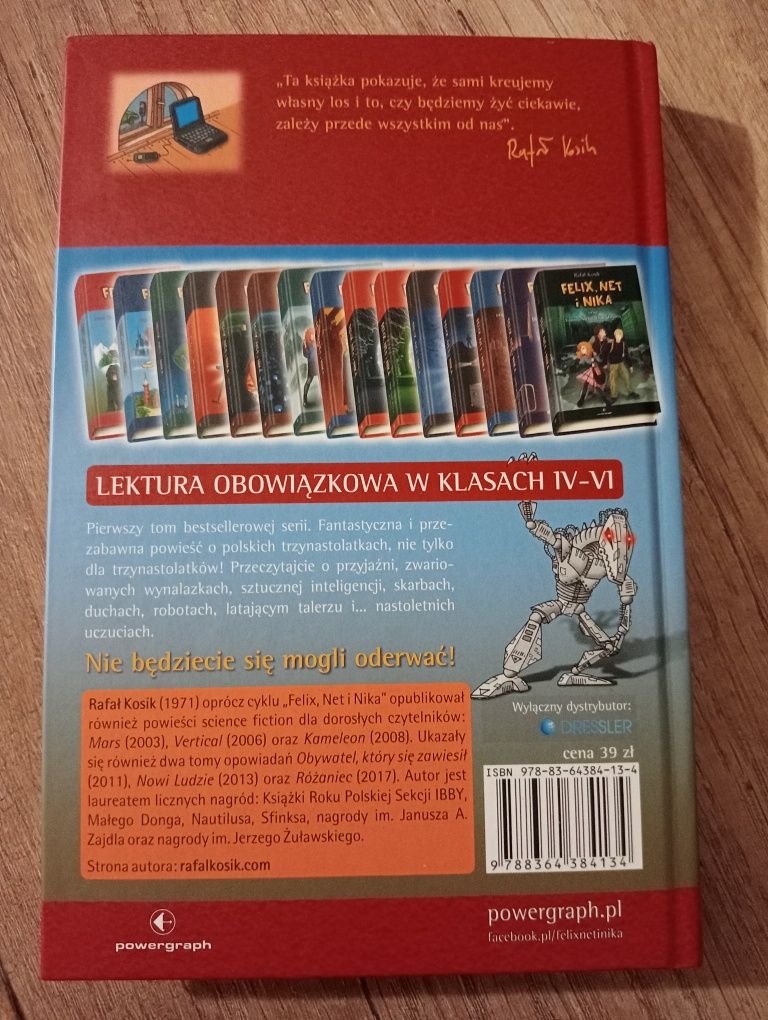 „Ta książka pokazuje, że sami kreujemy
własny los i to, czy będziemy żyć ciekawie,
zależy przede wszystkim od nas”.
Rafał Kosik
Rafał Kosik
FELIX, NET
i NIKA
LEKTURA OBOWIĄZKOWA W KLASACH IV-VI
Pierwszy tom bestsellerowej serii. Fantastyczna i prze-
zabawna powieść o polskich trzynastolatkach, nie tylko
dla trzynastolatków! Przeczytajcie o przyjaźni, zwario-
wanych wynalazkach, sztucznej inteligencji, skarbach,
duchach, robotach, latającym talerzu i... nastoletnich
uczuciach.
Nie będziecie się mogli oderwać!
Rafał Kosik (1971) oprócz cyklu „Felix, Net i Nika” opublikował
również powieści science fiction dla dorosłych czytelników:
Mars (2003), Vertical (2006) oraz Kameleon (2008). Ukazały
się również dwa tomy opowiadań Obywatel, który się zawiesił
(2011), Nowi Ludzie (2013) oraz Różaniec (2017). Autor jest
laureatem licznych nagród: Książki Roku Polskiej Sekcji IBBY,
Małego Donga, Nautilusa, Sfinksa, nagrody im. Janusza A.
Zajdla oraz nagrody im. Jerzego Żuławskiego.
Strona autora: rafalkosik.com
Wyłączny dystrybutor:
DRESSLER
cena 39 zł
ISBN 978-83-64384-13-4
9 788364 384134
powergraph
powergraph.pl
facebook.pl/felixnetinika